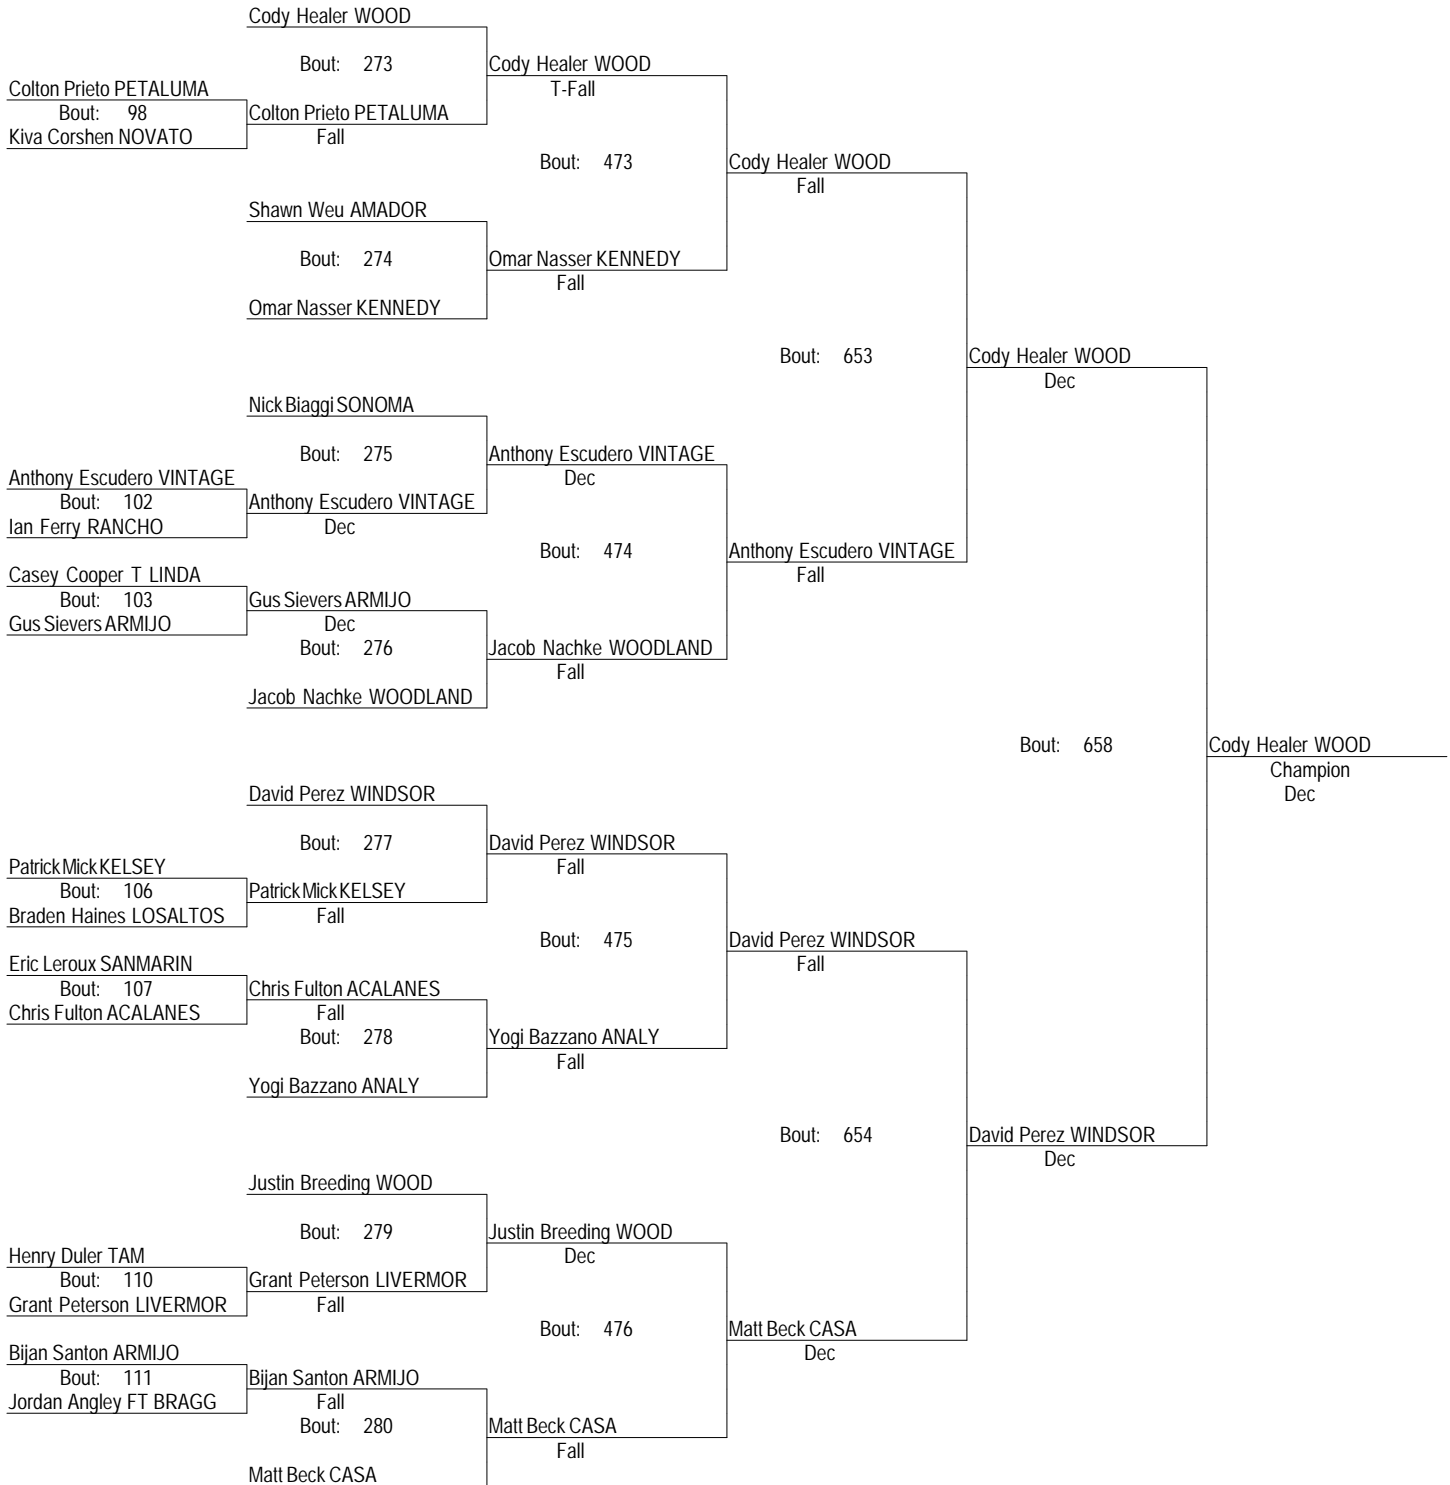 Cody Healer WOOD
Bout: 273
Cody Healer WOOD
T-Fall
Colton Prieto PETALUMA
Bout: 98
Kiva Corshen NOVATO
Colton Prieto PETALUMA
Fall
Bout: 473
Cody Healer WOOD
Fall
Shawn Weu AMADOR
Bout: 274
Omar Nasser KENNEDY
Fall
Omar Nasser KENNEDY
Bout: 653
Cody Healer WOOD
Dec
Nick Biaggi SONOMA
Bout: 275
Anthony Escudero VINTAGE
Dec
Anthony Escudero VINTAGE
Bout: 102
Ian Ferry RANCHO
Anthony Escudero VINTAGE
Dec
Bout: 474
Anthony Escudero VINTAGE
Fall
Casey Cooper T LINDA
Bout: 103
Gus Sievers ARMIJO
Gus Sievers ARMIJO
Dec
Bout: 276
Jacob Nachke WOODLAND
Fall
Jacob Nachke WOODLAND
Bout: 658
Cody Healer WOOD
Champion
Dec
David Perez WINDSOR
Bout: 277
David Perez WINDSOR
Fall
Patrick Mick KELSEY
Bout: 106
Braden Haines LOSALTOS
Patrick Mick KELSEY
Fall
Bout: 475
David Perez WINDSOR
Fall
Eric Leroux SANMARIN
Bout: 107
Chris Fulton ACALANES
Chris Fulton ACALANES
Fall
Bout: 278
Yogi Bazzano ANALY
Fall
Yogi Bazzano ANALY
Bout: 654
David Perez WINDSOR
Dec
Justin Breeding WOOD
Bout: 279
Justin Breeding WOOD
Dec
Henry Duler TAM
Bout: 110
Grant Peterson LIVERMOR
Grant Peterson LIVERMOR
Fall
Bout: 476
Matt Beck CASA
Dec
Bijan Santon ARMIJO
Bout: 111
Jordan Angley FT BRAGG
Bijan Santon ARMIJO
Fall
Bout: 280
Matt Beck CASA
Fall
Matt Beck CASA